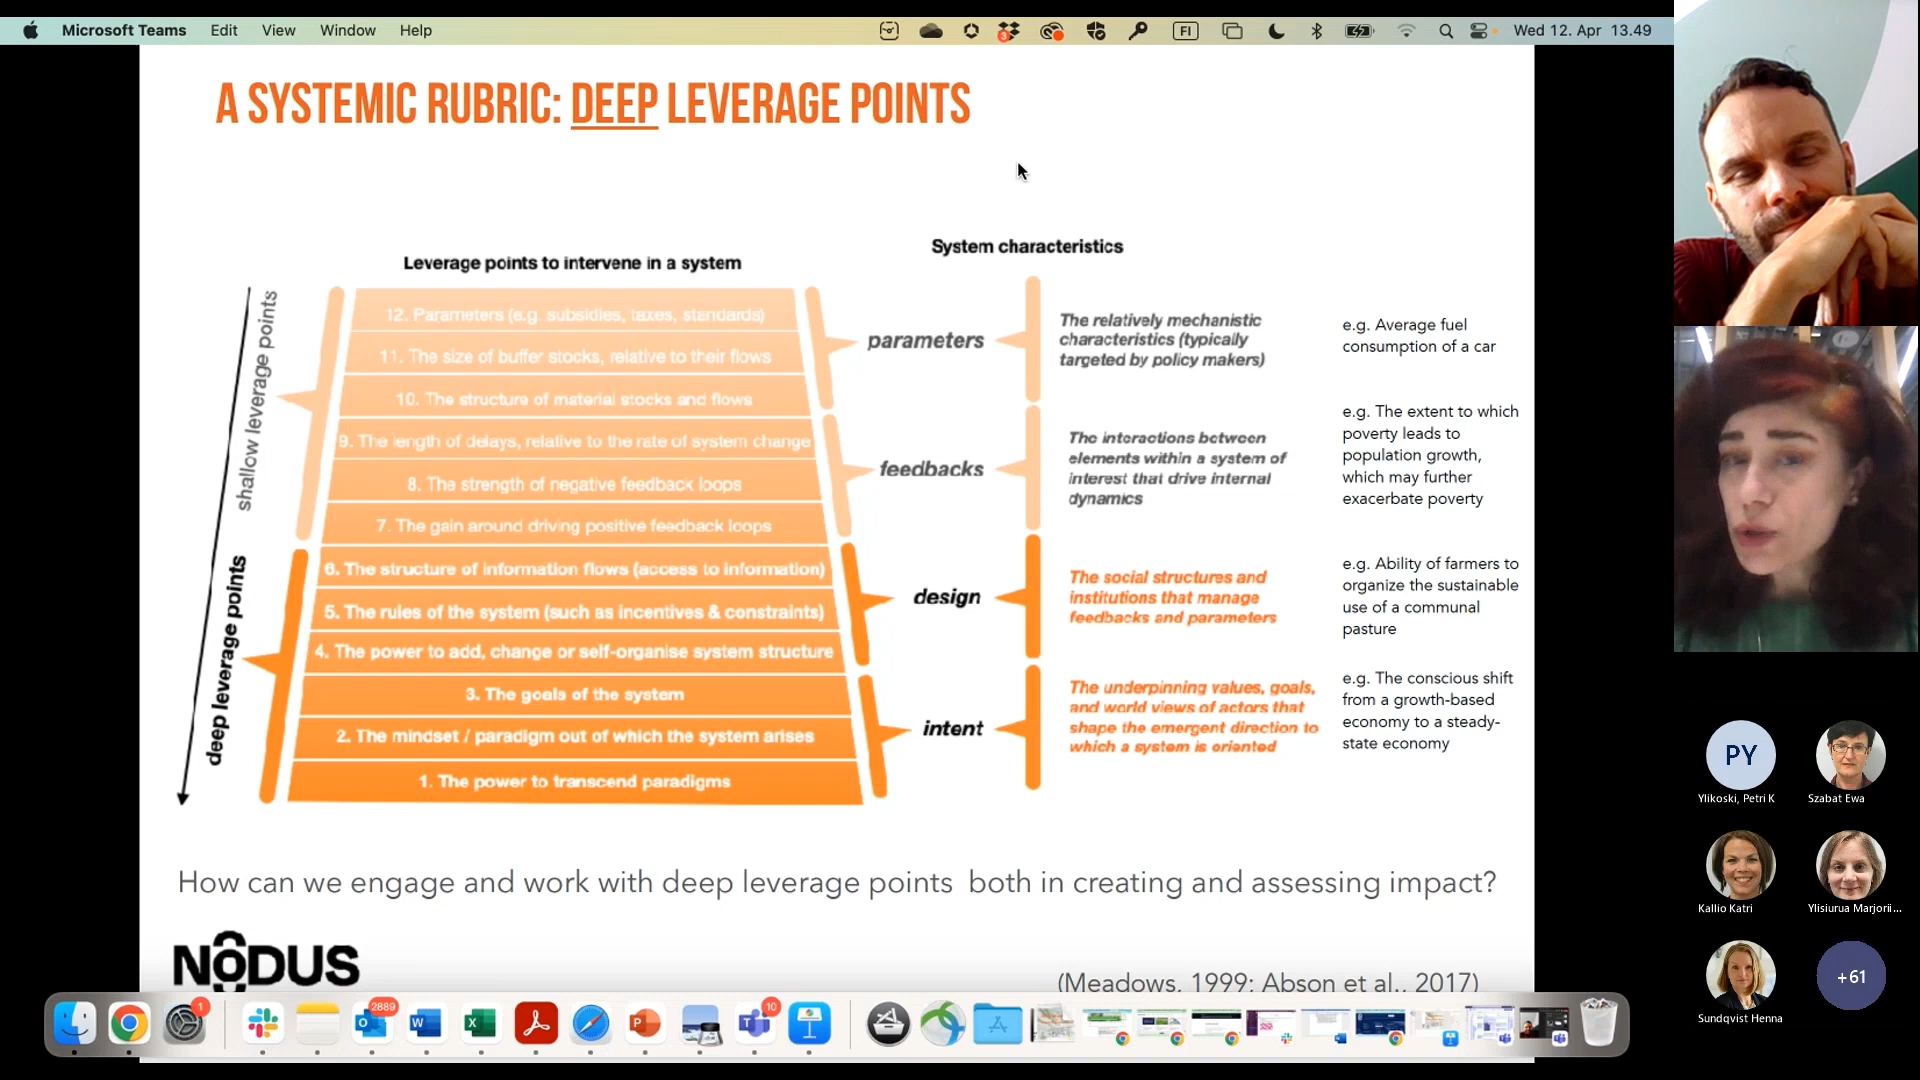 Microsoft Teams Edit View Window Help
3
FI
Wed 12. Apr 13.49
A SYSTEMIC RUBRIC: DEEP LEVERAGE POINTS
Leverage points to intervene in a system
System characteristics
shallow leverage points
deep leverage points
12. Parameters (e.g. subsidies, taxes, standards)
11. The size of buffer stocks, relative to their flows
10. The structure of material stocks and flows
9. The length of delays, relative to the rate of system change
8. The strength of negative feedback loops
7. The gain around driving positive feedback loops
6. The structure of information flows (access to information)
5. The rules of the system (such as incentives & constraints)
4. The power to add, change or self-organise system structure
3. The goals of the system
2. The mindset / paradigm out of which the system arises
1. The power to transcend paradigms
parameters
The relatively mechanistic
characteristics (typically
targeted by policy makers)
e.g. Average fuel
consumption of a car
feedbacks
The interactions between
elements within a system of
interest that drive internal
dynamics
e.g. The extent to which
poverty leads to
population growth,
which may further
exacerbate poverty
design
The social structures and
institutions that manage
feedbacks and parameters
e.g. Ability of farmers to
organize the sustainable
use of a communal
pasture
intent
The underpinning values, goals,
and world views of actors that
shape the emergent direction to
which a system is oriented
e.g. The conscious shift
from a growth-based
economy to a steady-
state economy
How can we engage and work with deep leverage points both in creating and assessing impact?
NODUS
(Meadows, 1999; Abson et al., 2017)
1
2889
10
PY
Ylikoski, Petri K
Szabat Ewa
Kallio Katri
Ylisiurua Marjorii...
Sundqvist Henna
+61